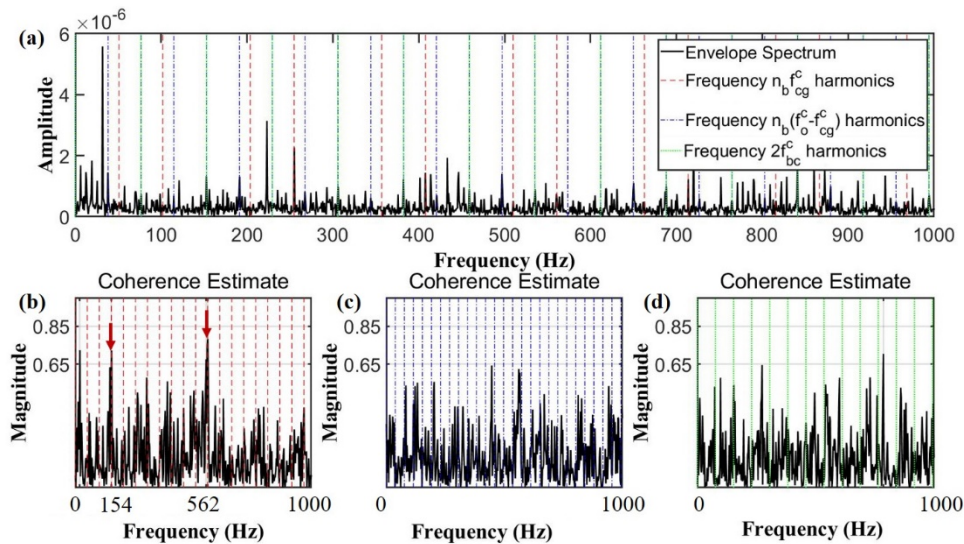 (a)
×10⁻⁶
6
4
2
0
Amplitude
Envelope Spectrum
Frequency n_b f^c_cg harmonics
Frequency n_b(f^c_o-f^c_cg) harmonics
Frequency 2f^c_bc harmonics
0 100 200 300 400 500 600 700 800 900 1000
Frequency (Hz)
(b) Coherence Estimate
0.85
0.65
Magnitude
0 154 562 1000
Frequency (Hz)
(c) Coherence Estimate
0.85
0.65
Magnitude
0 1000
Frequency (Hz)
(d) Coherence Estimate
0.85
0.65
Magnitude
0 1000
Frequency (Hz)